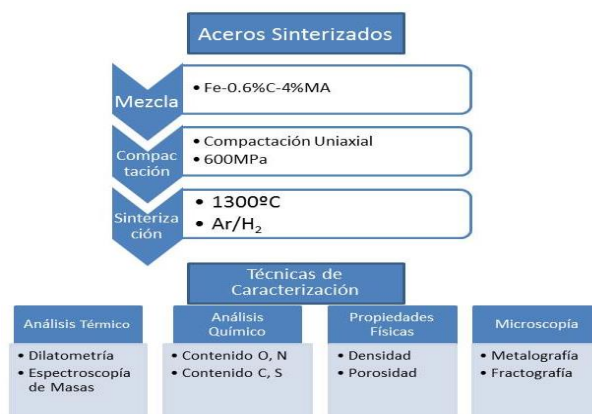 Aceros Sinterizados
Mezcla
• Fe-0.6%C-4%MA
Compac
tación
• Compactación Uniaxial
• 600MPa
Sinteriza
ción
• 1300ºC
• Ar/H₂
Técnicas de
Caracterización
Análisis Térmico
• Dilatometría
• Espectroscopía
de Masas
Análisis
Químico
• Contenido O, N
• Contenido C, S
Propiedades
Físicas
• Densidad
• Porosidad
Microscopía
• Metalografía
• Fractografía